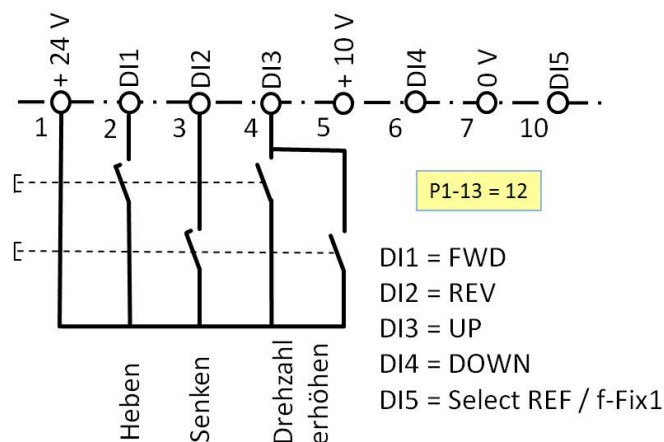 + 24 V
DI1
DI2
DI3
+ 10 V
DI4
0 V
DI5
1
2
3
4
5
6
7
10
P1-13 = 12
DI1 = FWD
DI2 = REV
DI3 = UP
DI4 = DOWN
DI5 = Select REF / f-Fix1
Heben
Senken
Drehzahl
erhöhen